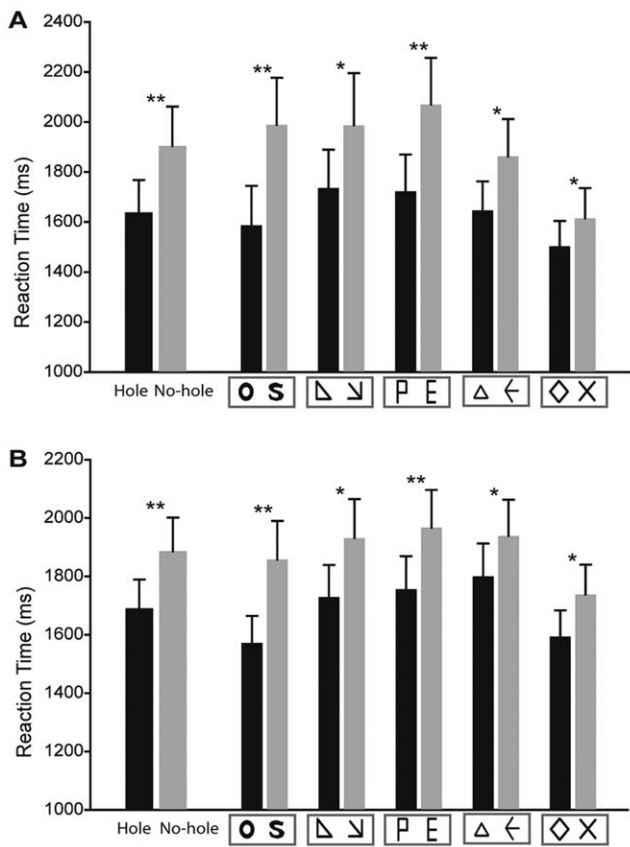 A
2400
2200
2000
1800
1600
1400
1200
1000
Reaction Time (ms)
** ** * ** * *
Hole No-hole O S P E X
B
2200
2000
1800
1600
1400
1200
1000
Reaction Time (ms)
** ** * ** * *
Hole No-hole O S P E X